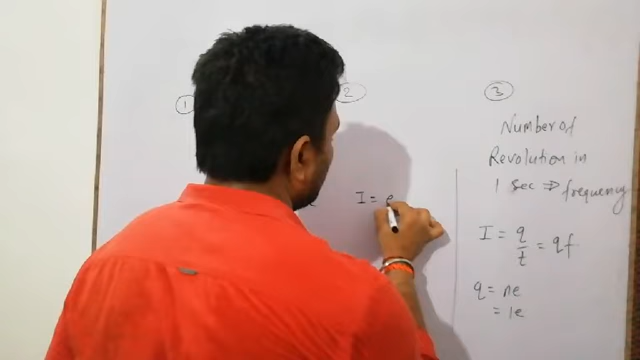 1
2
I = e
3
Number of
Revolution in
1 sec ⇒ frequency
I = q/t = qf
q = ne
= 1e